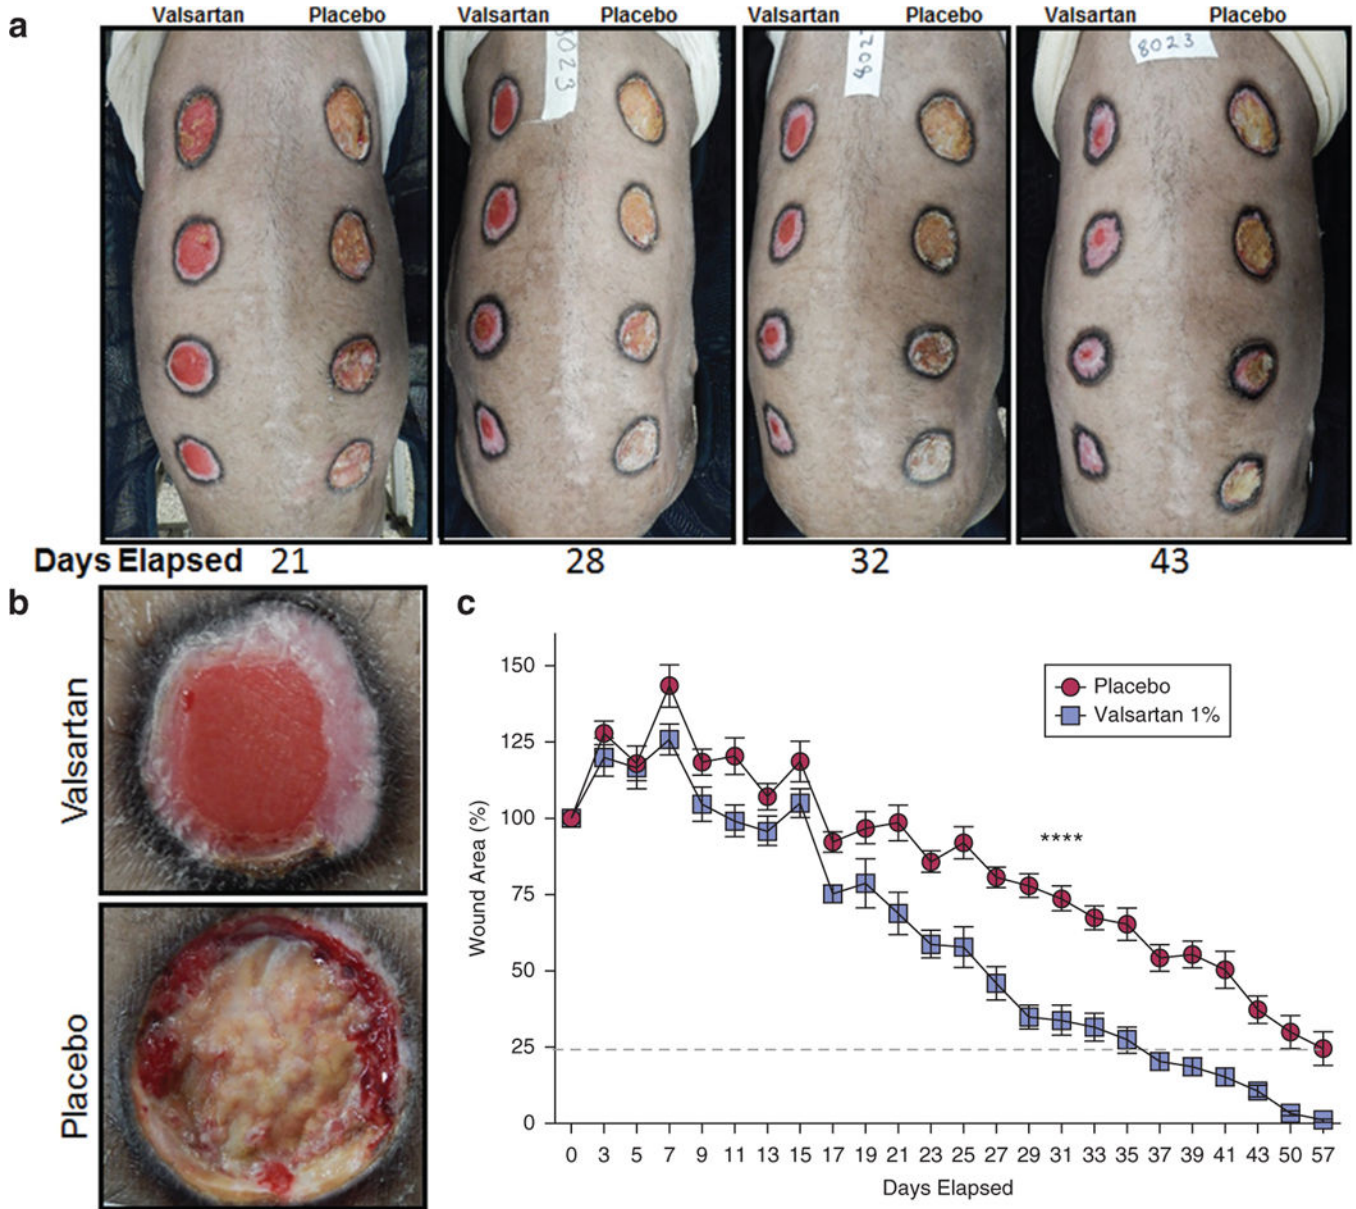 a
Valsartan Placebo Valsartan Placebo Valsartan Placebo Valsartan Placebo
8023
8023
Days Elapsed 21 28 32 43
b
Valsartan
Placebo
c
150
125
100
75
50
25
0
Wound Area (%)
Placebo
Valsartan 1%
****
0 3 5 7 9 11 13 15 17 19 21 23 25 27 29 31 33 35 37 39 41 43 50 57
Days Elapsed